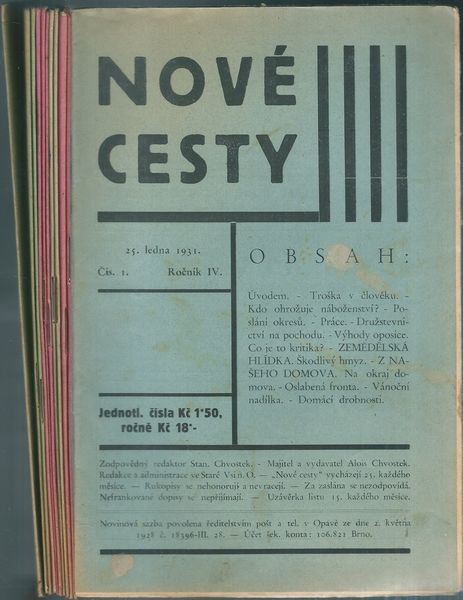 NOVÉ
CESTY
25. ledna 1931.
Čís. 1. Ročník IV.
OBSAH:
Úvodem. - Troška v člověku. -
Kdo ohrožuje náboženství? - Po-
slání okresů. - Práce. - Družstevni-
ctví na pochodu. - Výhody oposice.
Co je to kritika? - ZEMĚDĚLSKÁ
HLÍDKA. Škodlivý hmyz. - Z NA-
ŠEHO DOMOVA. Na okraj do-
mova. - Oslabená fronta. - Vánoční
nadílka. - Domácí drobnosti.
Jednotl. čísla Kč 1·50,
ročně Kč 18·-
Zodpovědný redaktor Stan. Chvostek. - Majitel a vydavatel Alois Chvostek.
Redakce a administrace ve Staré Vsi n. O. — „Nové cesty" vycházejí 25. každého
měsíce. — Rukopisy se nehonorují a nevracejí. — Za zaslána se nezodpovídá.
Nefrankované dopisy se nepřijímají. — Uzávěrka listu 15. každého měsíce.
Novinová sazba povolena ředitelstvím pošt a tel. v Opavě ze dne 2. května
1928 č. 18396-III. 28. — Účet šek. konta: 106.821 Brno.